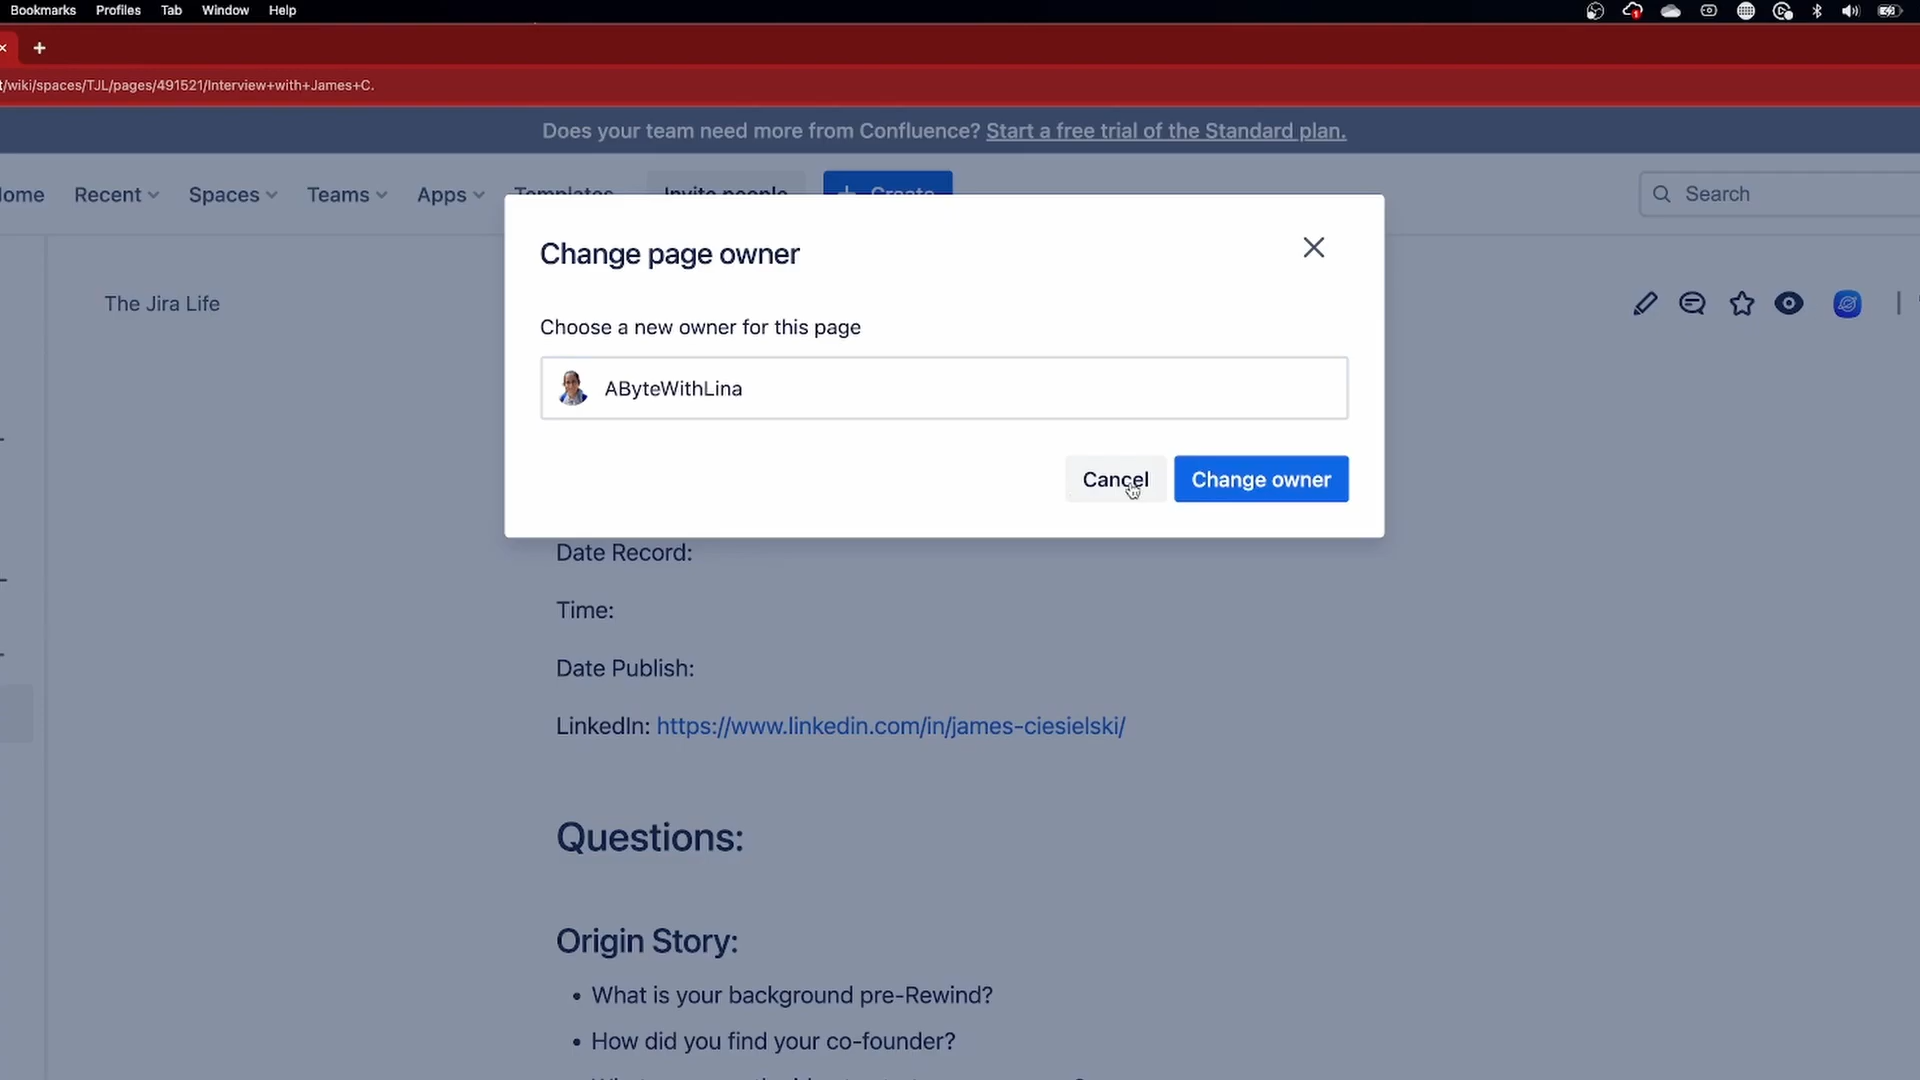 Bookmarks Profiles Tab Window Help
t/wiki/spaces/TJL/pages/491521/Interview+with+James+C.
Does your team need more from Confluence? Start a free trial of the Standard plan.
Home Recent Spaces Teams Apps Templates Invite people + Create Search
Change page owner
The Jira Life
Choose a new owner for this page
AByteWithLina
Cancel Change owner
Date Record:
Time:
Date Publish:
LinkedIn: https://www.linkedin.com/in/james-ciesielski/
Questions:
Origin Story:
• What is your background pre-Rewind?
• How did you find your co-founder?